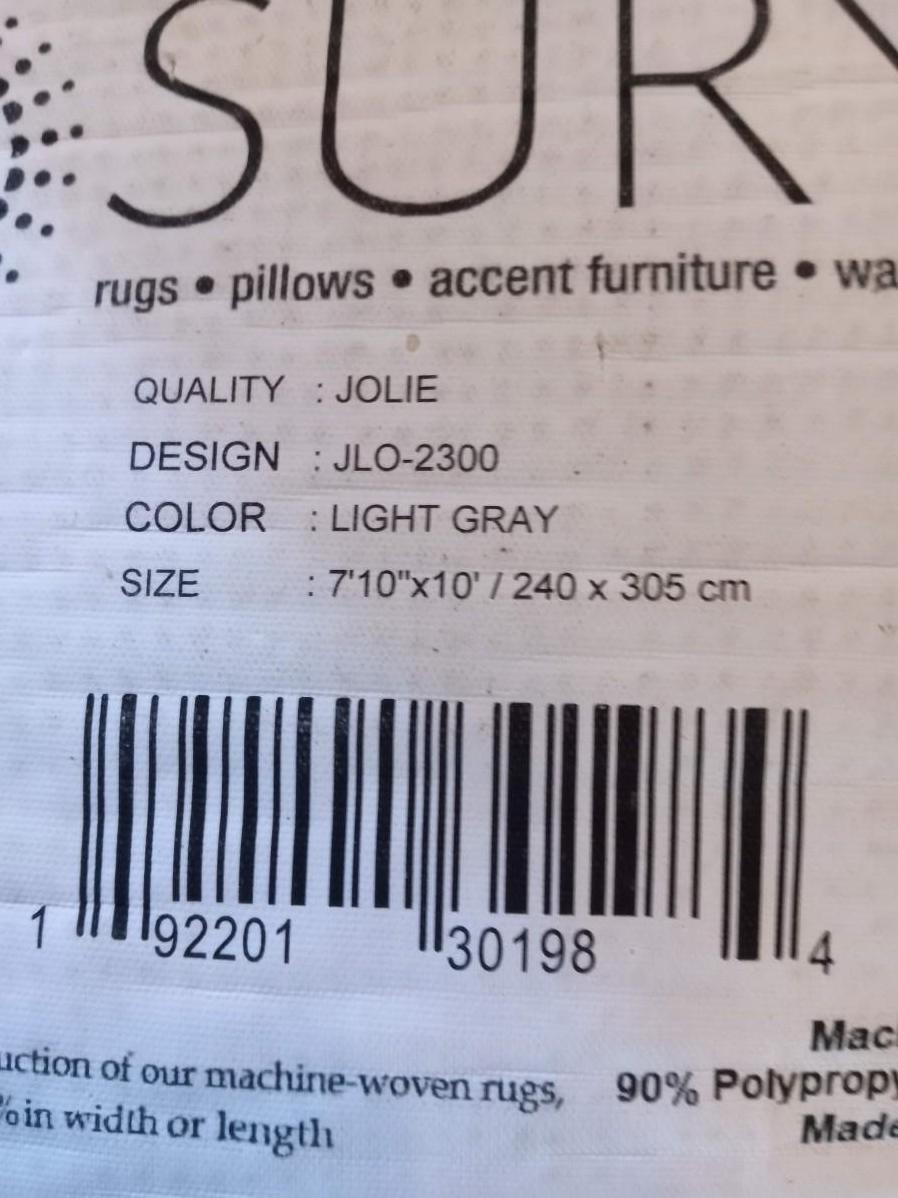 SUR
rugs • pillows • accent furniture • wa
QUALITY : JOLIE
DESIGN : JLO-2300
COLOR : LIGHT GRAY
SIZE : 7'10"x10' / 240 x 305 cm
1 92201 30198 4
uction of our machine-woven rugs,
% in width or length
Mac
90% Polyprop
Made